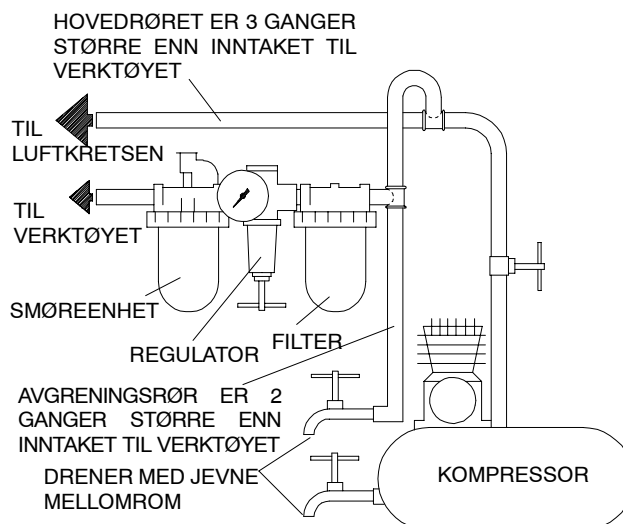 HOVEDRØRET ER 3 GANGER
STØRRE ENN INNTAKET TIL
VERKTØYET
TIL
LUFTKRETSEN
TIL
VERKTØYET
SMØREENHET
REGULATOR
FILTER
AVGRENINGSRØR ER 2
GANGER STØRRE ENN
INNTAKET TIL VERKTØYET
DRENER MED JEVNE
MELLOMROM
KOMPRESSOR